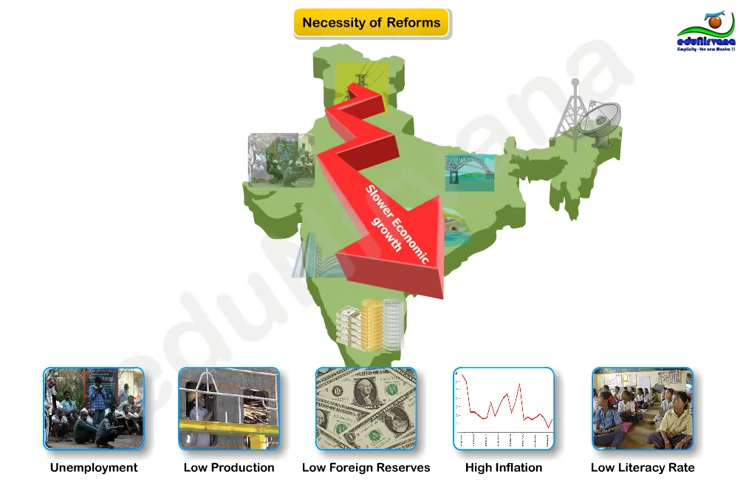 Necessity of Reforms
eduNirvana
Simplicity - the new Mantra !!
eduNirvana
Slower Economic
growth
Unemployment
Low Production
Low Foreign Reserves
High Inflation
Low Literacy Rate